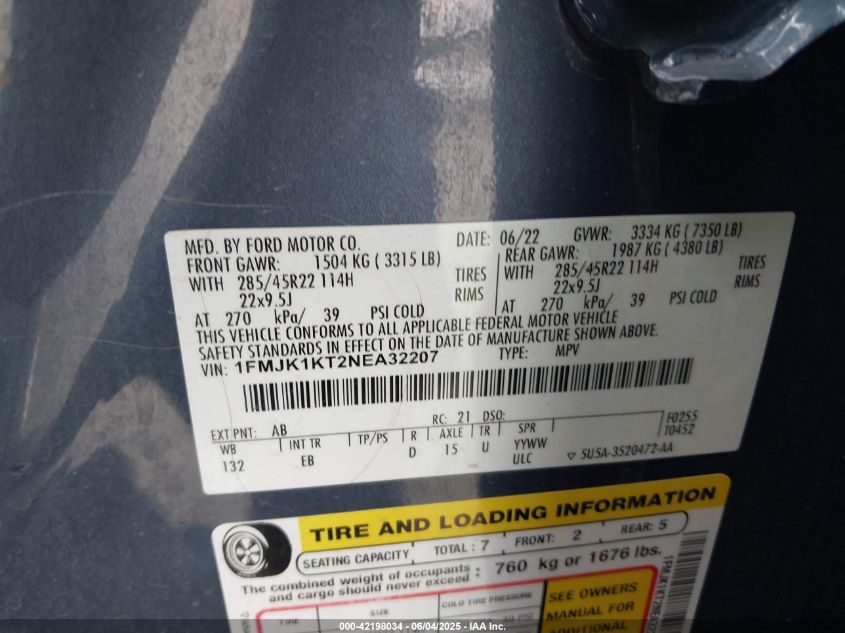 MFD. BY FORD MOTOR CO. DATE: 06/22 GVWR: 3334 KG ( 7350 LB)
FRONT GAWR: 1504 KG ( 3315 LB) REAR GAWR: 1987 KG ( 4380 LB)
WITH 285/45R22 114H TIRES WITH 285/45R22 114H TIRES
22x9.5J RIMS 22x9.5J RIMS
AT 270 kPa/ 39 PSI COLD AT 270 kPa/ 39 PSI COLD
THIS VEHICLE CONFORMS TO ALL APPLICABLE FEDERAL MOTOR VEHICLE
SAFETY STANDARDS IN EFFECT ON THE DATE OF MANUFACTURE SHOWN ABOVE.
VIN: 1FMJK1KT2NEA32207 TYPE: MPV
EXT PNT: AB RC: 21 DSO: F0255
T0452
WB INT TR TP/PS R AXLE TR SPR
132 EB D 15 U YYWW
ULC ▽ 5U5A-3520472-AA
TIRE AND LOADING INFORMATION
SEATING CAPACITY TOTAL : 7 FRONT: 2 REAR: 5
The combined weight of occupants : 760 kg or 1676 lbs.
and cargo should never exceed :
TIRE SIZE COLD TIRE PRESSURE SEE OWNERS
MANUAL FOR
ADDITIONAL
000-42198034 - 06/04/2025 - IAA Inc.